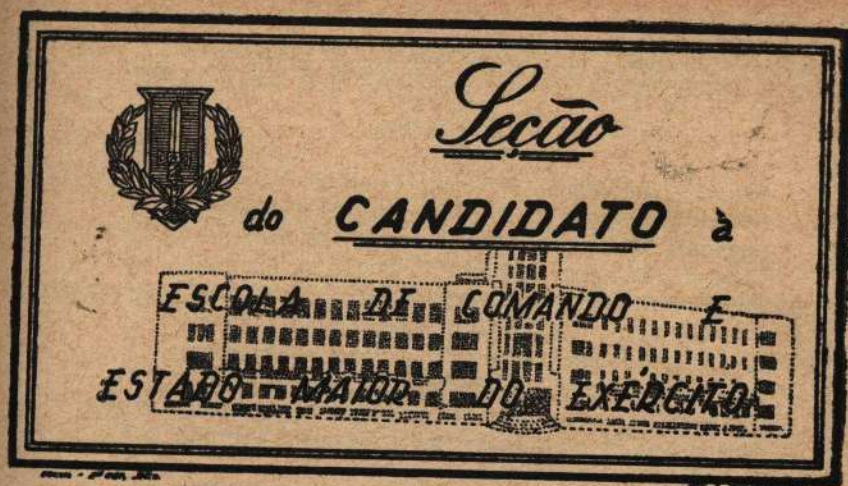 Seção
do CANDIDATO à
ESCOLA DE COMANDO E
ESTADO MAIOR DO EXÉRCITO